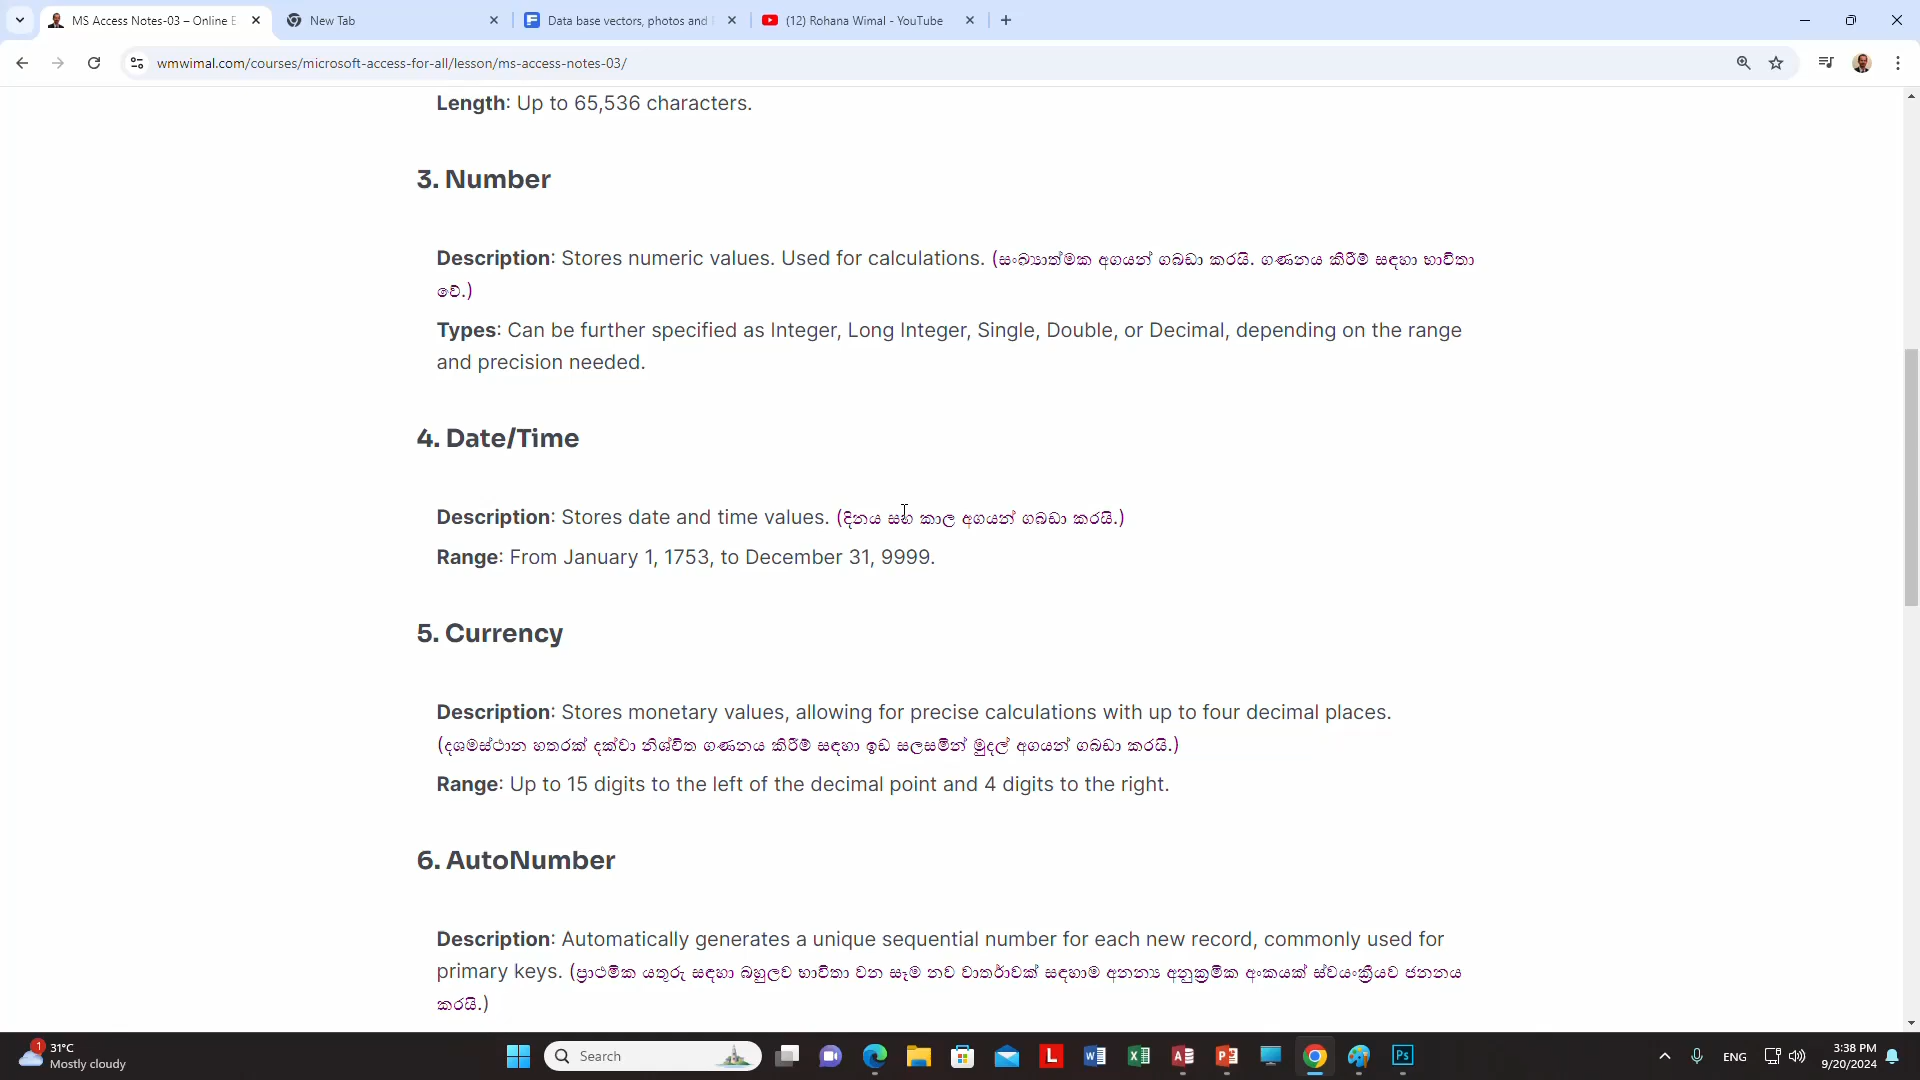 MS Access Notes-03 – Online E
New Tab
Data base vectors, photos and
(12) Rohana Wimal - YouTube
wmwimal.com/courses/microsoft-access-for-all/lesson/ms-access-notes-03/
Length: Up to 65,536 characters.
3. Number
Description: Stores numeric values. Used for calculations. (සංඛ්‍යාත්මක අගයන් ගබඩා කරයි. ගණනය කිරීම් සඳහා භාවිතා
වේ.)
Types: Can be further specified as Integer, Long Integer, Single, Double, or Decimal, depending on the range
and precision needed.
4. Date/Time
Description: Stores date and time values. (දිනය සහ කාල අගයන් ගබඩා කරයි.)
Range: From January 1, 1753, to December 31, 9999.
5. Currency
Description: Stores monetary values, allowing for precise calculations with up to four decimal places.
(දශමස්ථාන හතරක් දක්වා නිශ්චිත ගණනය කිරීම් සඳහා ඉඩ සලසමින් මුදල් අගයන් ගබඩා කරයි.)
Range: Up to 15 digits to the left of the decimal point and 4 digits to the right.
6. AutoNumber
Description: Automatically generates a unique sequential number for each new record, commonly used for
primary keys. (ප්‍රාථමික යතුරු සඳහා බහුලව භාවිතා වන සෑම නව වාර්තාවක් සඳහාම අනන්‍ය අනුක්‍රමික අංකයක් ස්වයංක්‍රීයව ජනනය
කරයි.)
1
31°C
Mostly cloudy
Search
L
ENG
3:38 PM
9/20/2024